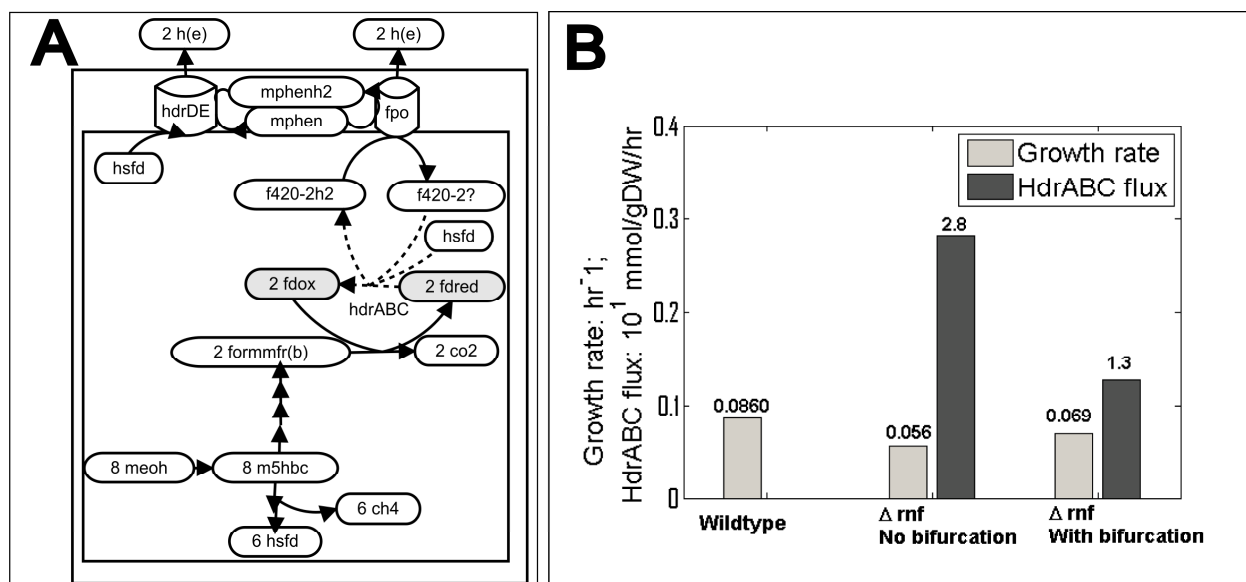 A
2 h(e)
2 h(e)
hdrDE
mphenh2
mphen
fpo
hsfd
f420-2h2
f420-2?
hsfd
2 fdox
2 fdred
hdrABC
2 formmfr(b)
2 co2
8 meoh
8 m5hbc
6 ch4
6 hsfd
B
Growth rate: hr-1;
HdrABC flux: 10^1 mmol/gDW/hr
0.4
0.3
0.2
0.1
0
Growth rate
HdrABC flux
0.0860
0.056
2.8
0.069
1.3
Wildtype
Δ rnf
No bifurcation
Δ rnf
With bifurcation